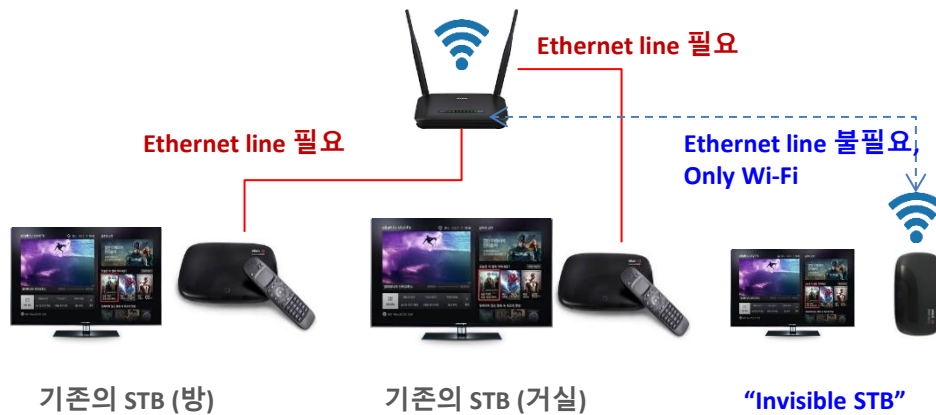 Ethernet line 필요
Ethernet line 필요
Ethernet line 불필요,
Only Wi-Fi
기존의 STB (방)
기존의 STB (거실)
“Invisible STB”